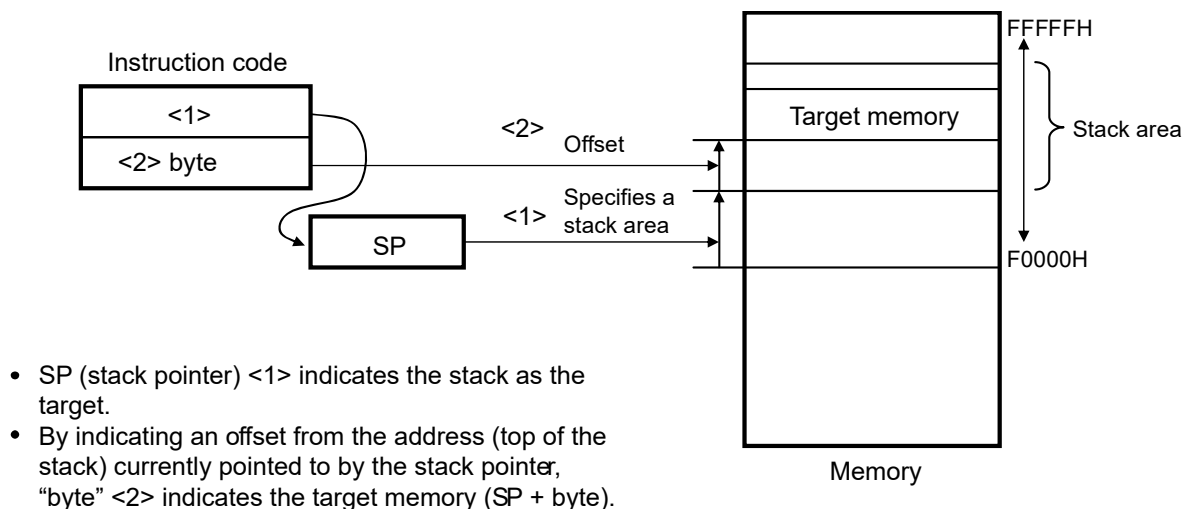 FFFFFH
Instruction code
<1>
<2> byte
<2>
Offset
Target memory
Stack area
Specifies a
<1>
stack area
SP
F0000H
• SP (stack pointer) <1> indicates the stack as the
target.
• By indicating an offset from the address (top of the
stack) currently pointed to by the stack pointer,
“byte” <2> indicates the target memory (SP + byte).
Memory